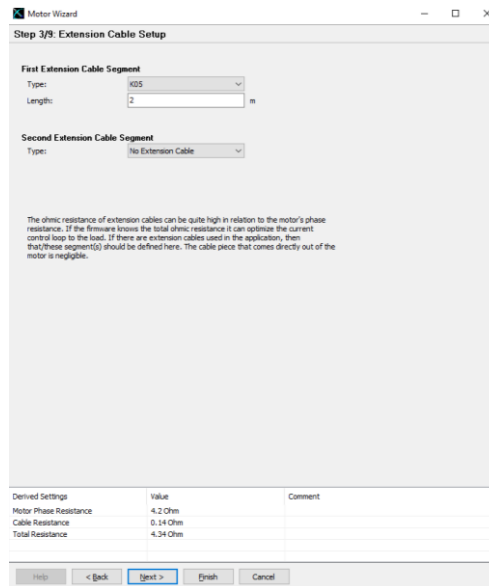 Motor Wizard
Step 3/9: Extension Cable Setup
First Extension Cable Segment
Type: K05
Length: 2 m
Second Extension Cable Segment
Type: No Extension Cable
The ohmic resistance of extension cables can be quite high in relation to the motor's phase
resistance. If the firmware knows the total ohmic resistance it can optimize the current
control loop to the load. If there are extension cables used in the application, then
that/these segment(s) should be defined here. The cable piece that comes directly out of the
motor is negligible.
Derived Settings Value Comment
Motor Phase Resistance 4.2 Ohm
Cable Resistance 0.14 Ohm
Total Resistance 4.34 Ohm
Help < Back Next > Finish Cancel